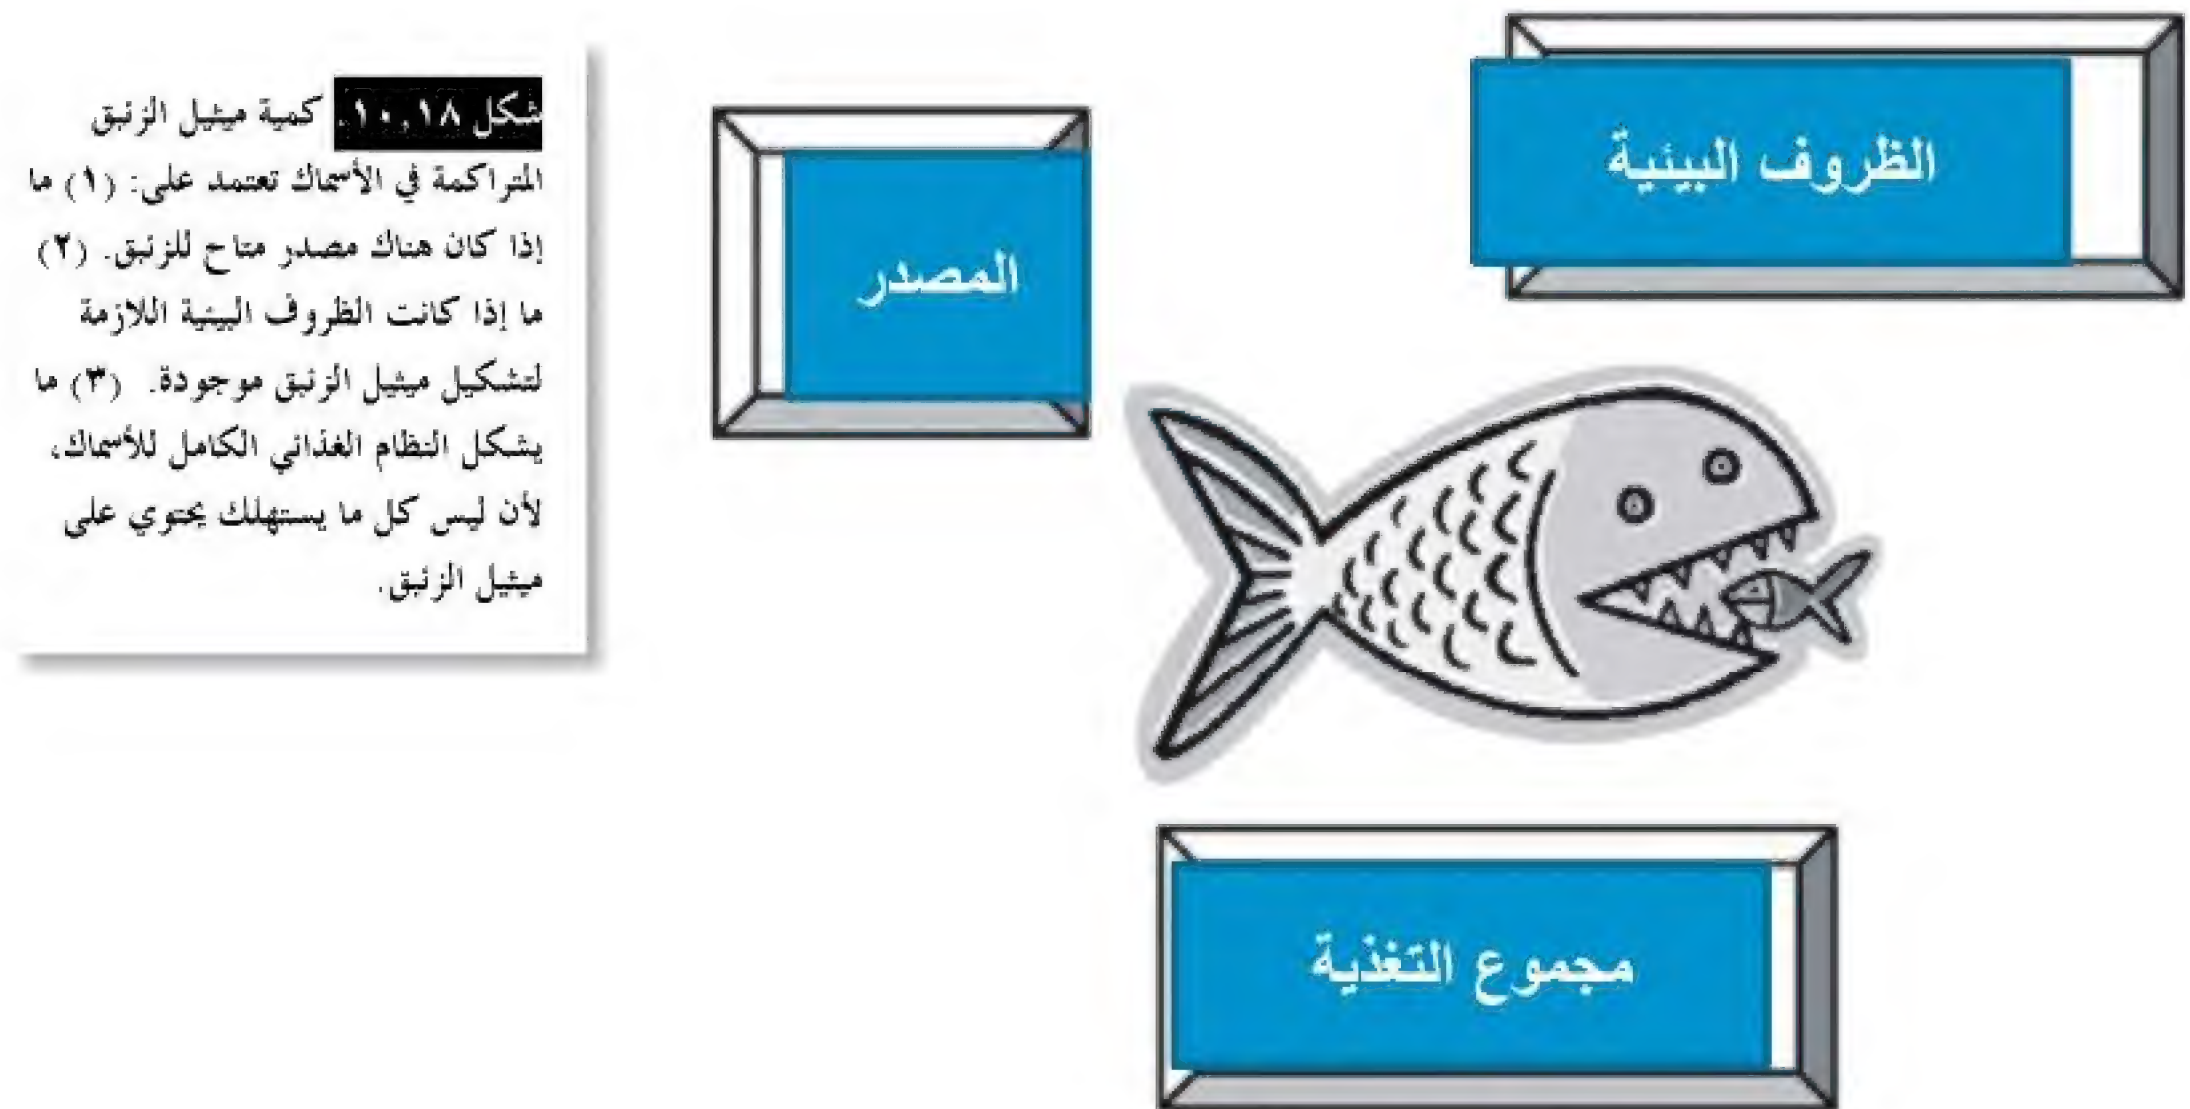 شكل ١٠,١٨. كمية ميثيل الزئبق
المتراكمة في الأسماك تعتمد على: (١) ما
إذا كان هناك مصدر متاح للزئبق. (٢)
ما إذا كانت الظروف البيئية اللازمة
لتشكيل ميثيل الزئبق موجودة. (٣) ما
يشكل النظام الغذائي الكامل للأسماك،
لأن ليس كل ما يستهلك يحتوي على
ميثيل الزئبق.
المصدر
الظروف البيئية
مجموع التغذية